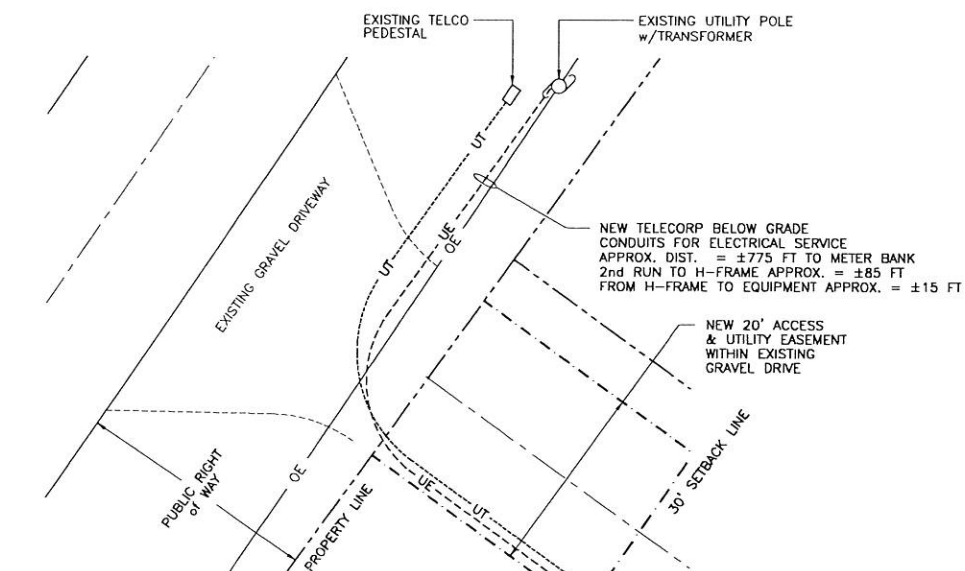 EXISTING TELCO
PEDESTAL
EXISTING UTILITY POLE
w/TRANSFORMER
UT
UE
OE
UT
EXISTING GRAVEL DRIVEWAY
NEW TELECORP BELOW GRADE
CONDUITS FOR ELECTRICAL SERVICE
APPROX. DIST. = ±775 FT TO METER BANK
2nd RUN TO H-FRAME APPROX. = ±85 FT
FROM H-FRAME TO EQUIPMENT APPROX. = ±15 FT
NEW 20' ACCESS
& UTILITY EASEMENT
WITHIN EXISTING
GRAVEL DRIVE
PUBLIC RIGHT
of WAY
OE
PROPERTY LINE
UE
UT
30' SETBACK LINE